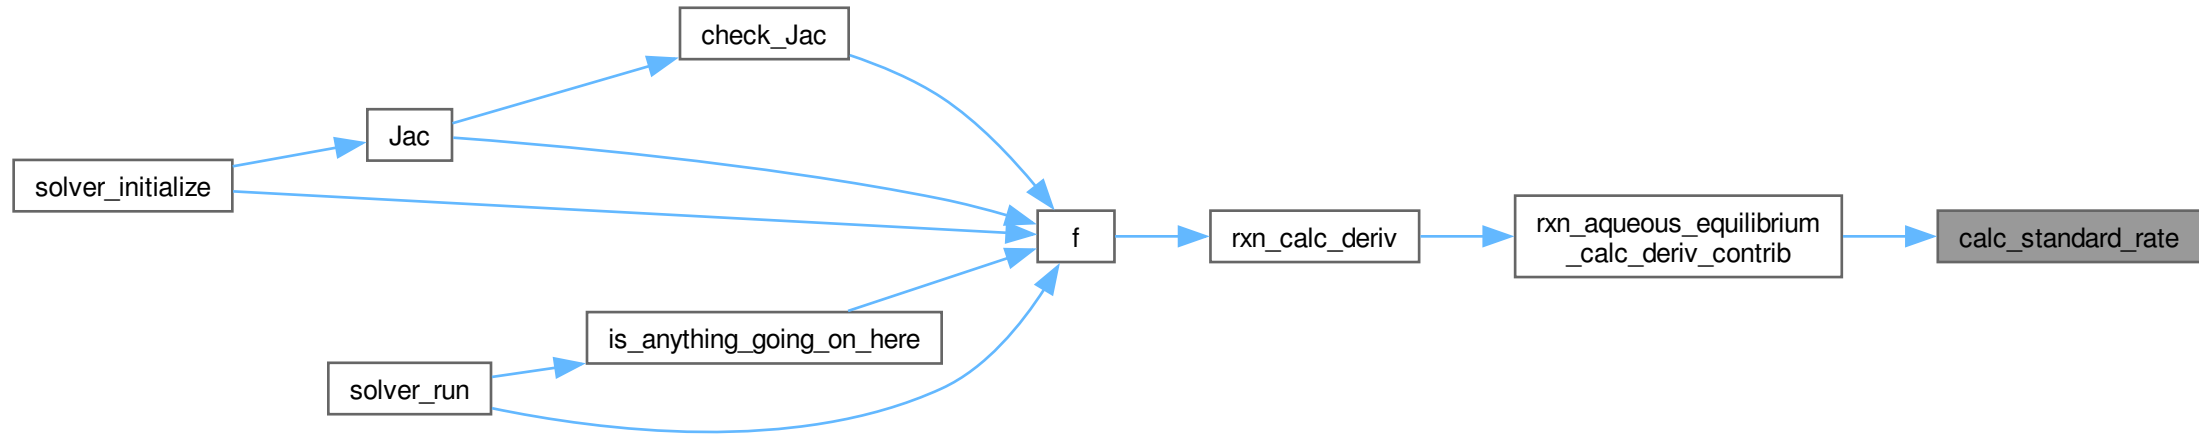 check_Jac
Jac
solver_initialize
f
rxn_calc_deriv
rxn_aqueous_equilibrium
_calc_deriv_contrib
calc_standard_rate
is_anything_going_on_here
solver_run